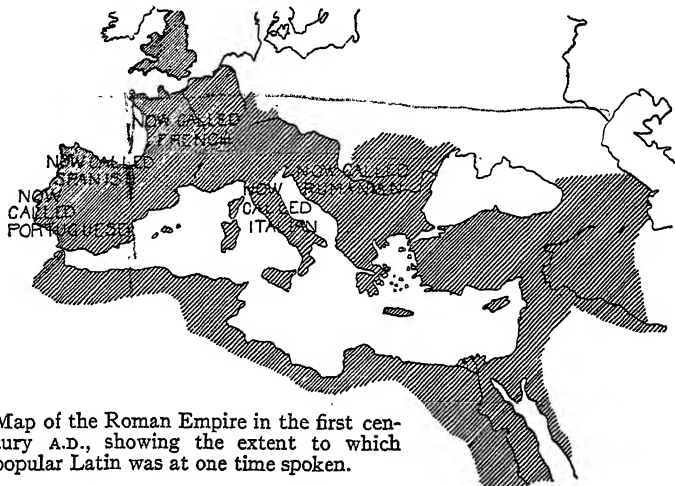 NOW CALLED
FRENCH
NOW CALLED
SPANISH
NOW
CALLED
PORTUGUESE
NOW
CALLED
ITALIAN
NOW CALLED
RUMANIAN
Map of the Roman Empire in the first cen-
tury A.D., showing the extent to which
popular Latin was at one time spoken.